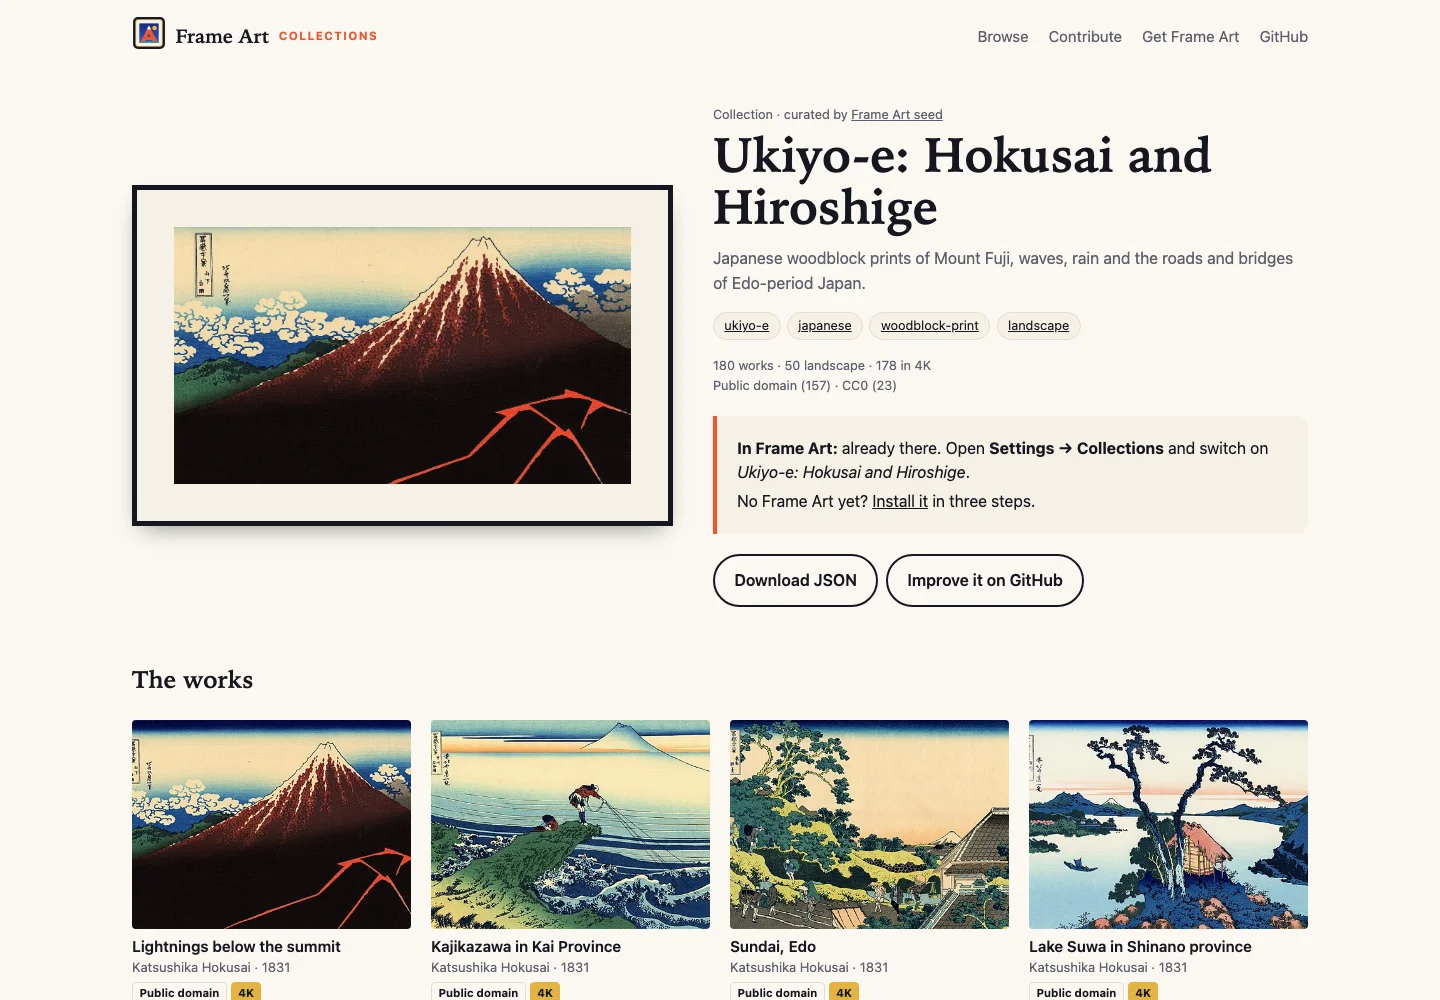 Frame Art COLLECTIONS
Browse Contribute Get Frame Art GitHub
Collection · curated by Frame Art seed
Ukiyo-e: Hokusai and
Hiroshige
Japanese woodblock prints of Mount Fuji, waves, rain and the roads and bridges
of Edo-period Japan.
ukiyo-e japanese woodblock-print landscape
180 works · 50 landscape · 178 in 4K
Public domain (157) · CC0 (23)
In Frame Art: already there. Open Settings → Collections and switch on
Ukiyo-e: Hokusai and Hiroshige.
No Frame Art yet? Install it in three steps.
Download JSON Improve it on GitHub
The works
Lightnings below the summit
Katsushika Hokusai · 1831
Public domain 4K
Kajikazawa in Kai Province
Katsushika Hokusai · 1831
Public domain 4K
Sundai, Edo
Katsushika Hokusai · 1831
Public domain 4K
Lake Suwa in Shinano province
Katsushika Hokusai · 1831
Public domain 4K